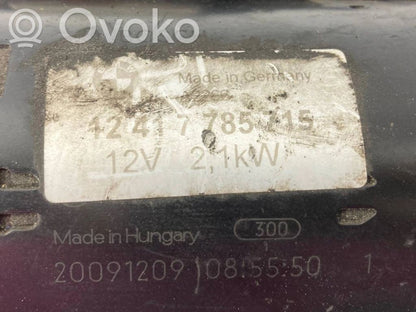 Ovoko
Made in Germany
12 41 7 785 715 4
12V 2,1kW
Made in Hungary 300
20091209 08:55:50 1